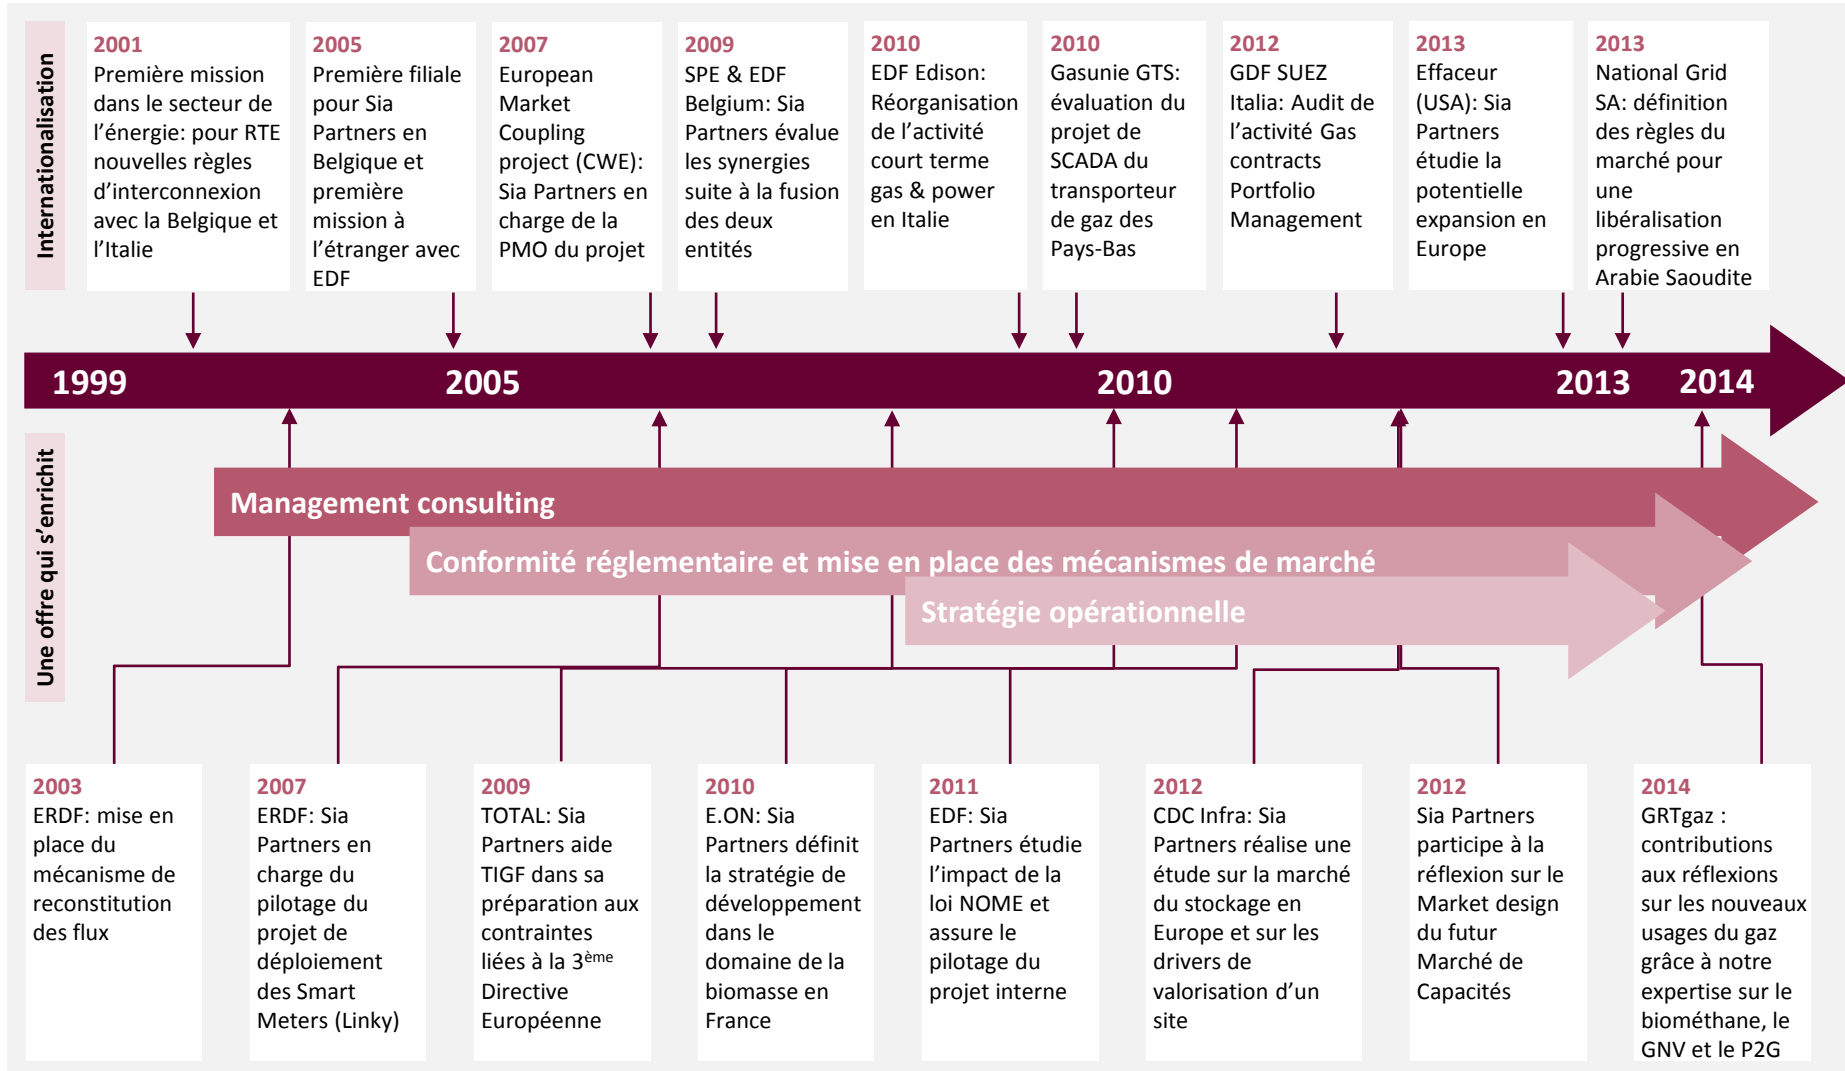 Internationalisation
2001
Première mission
dans le secteur de
l'énergie: pour RTE
nouvelles règles
d'interconnexion
avec la Belgique et
l'Italie
2005
Première filiale
pour Sia
Partners en
Belgique et
première
mission à
l'étranger avec
EDF
2007
European
Market
Coupling
project (CWE):
Sia Partners en
charge de la
PMO du projet
2009
SPE & EDF
Belgium: Sia
Partners évalue
les synergies
suite à la fusion
des deux
entités
2010
EDF Edison:
Réorganisation
de l'activité
court terme
gas & power
en Italie
2010
Gasunie GTS:
évaluation du
projet de
SCADA du
transporteur
de gaz des
Pays-Bas
2012
GDF SUEZ
Italia: Audit de
l'activité Gas
contracts
Portfolio
Management
2013
Effaceur
(USA): Sia
Partners
étudie la
potentielle
expansion en
Europe
2013
National Grid
SA: définition
des règles du
marché pour
une
libéralisation
progressive en
Arabie Saoudite
1999 2005 2010 2013 2014
Une offre qui s'enrichit
Management consulting
Conformité réglementaire et mise en place des mécanismes de marché
Stratégie opérationnelle
2003
ERDF: mise en
place du
mécanisme de
reconstitution
des flux
2007
ERDF: Sia
Partners en
charge du
pilotage du
projet de
déploiement
des Smart
Meters (Linky)
2009
TOTAL: Sia
Partners aide
TIGF dans sa
préparation aux
contraintes
liées à la 3ème
Directive
Européenne
2010
E.ON: Sia
Partners définit
la stratégie de
développement
dans le
domaine de la
biomasse en
France
2011
EDF: Sia
Partners étudie
l'impact de la
loi NOME et
assure le
pilotage du
projet interne
2012
CDC Infra: Sia
Partners réalise une
étude sur la marché
du stockage en
Europe et sur les
drivers de
valorisation d'un
site
2012
Sia Partners
participe à la
réflexion sur le
Market design
du futur
Marché de
Capacités
2014
GRTgaz :
contributions
aux réflexions
sur les nouveaux
usages du gaz
grâce à notre
expertise sur le
biométhane, le
GNV et le P2G